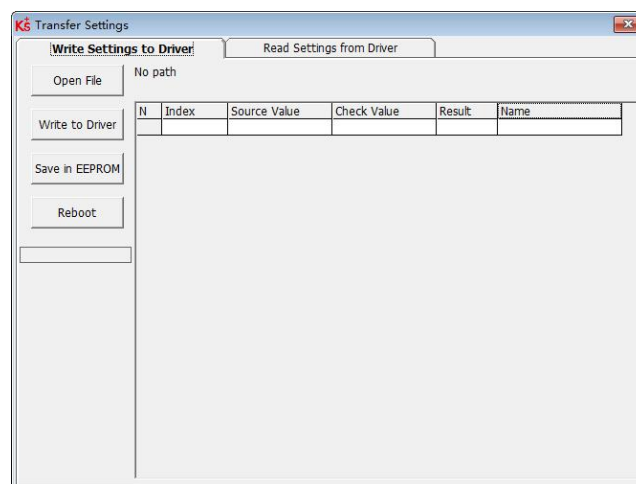 Transfer Settings
Write Settings to Driver Read Settings from Driver
Open File No path
N Index Source Value Check Value Result Name
Write to Driver
Save in EEPROM
Reboot